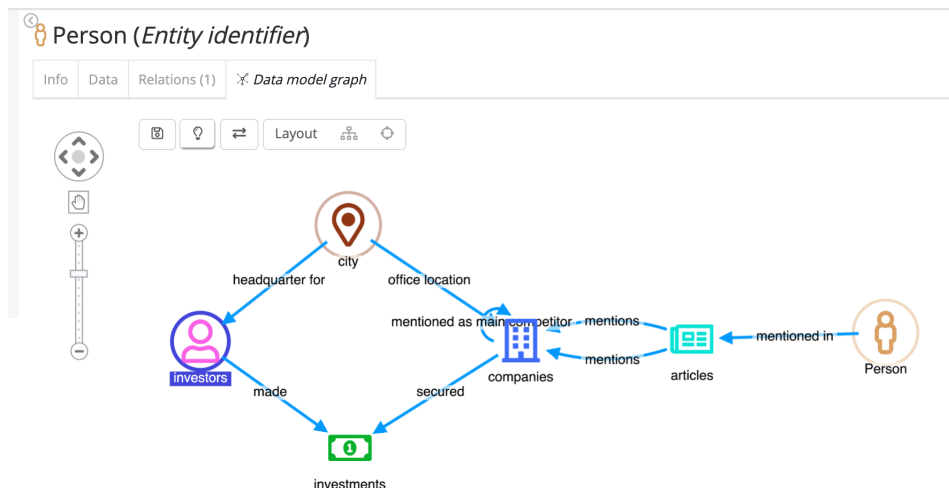 Person (Entity identifier)
Info
Data
Relations (1)
Data model graph
Layout
city
headquarter for
office location
mentioned as main competitor
mentions
mentioned in
mentions
investors
companies
articles
Person
made
secured
1
investments